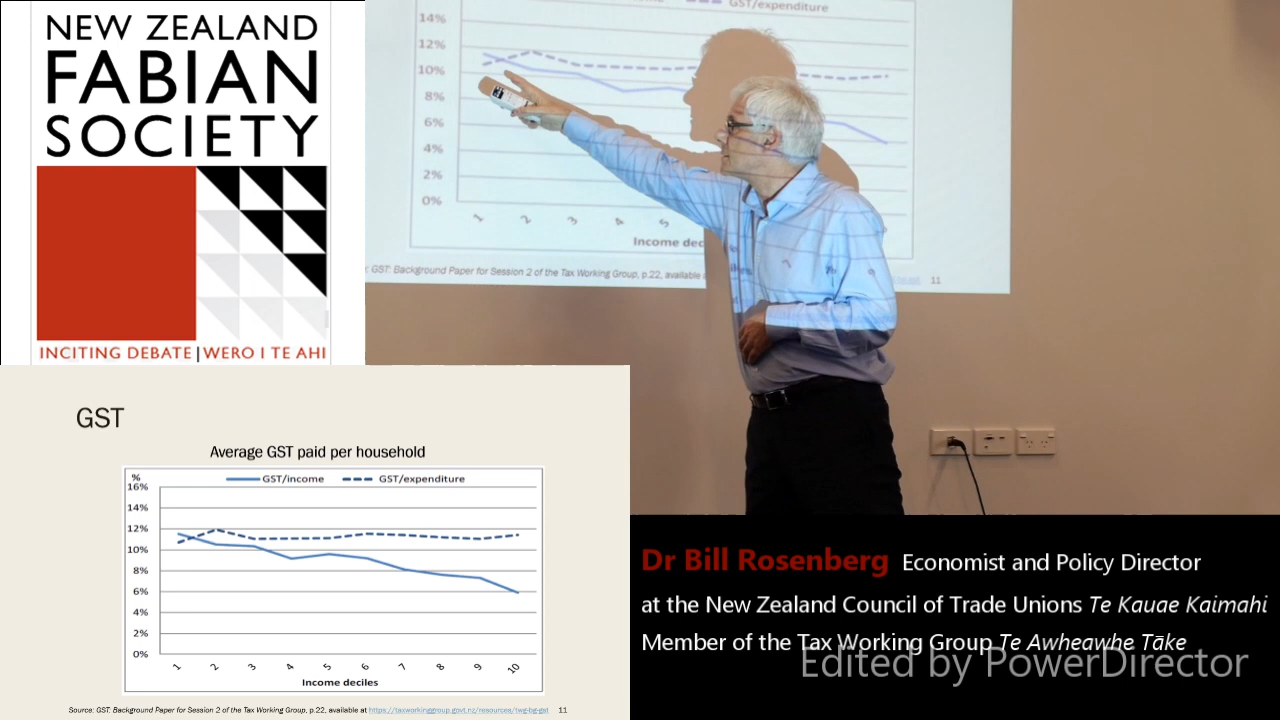 NEW ZEALAND
FABIAN
SOCIETY
INCITING DEBATE | WERO I TE AHI
GST/expenditure
14%
12%
10%
8%
6%
4%
2%
0%
1 2 3 4 5
Income dec
GST: Background Paper for Session 2 of the Tax Working Group, p.22, available
11
GST
Average GST paid per household
%
GST/income GST/expenditure
16%
14%
12%
10%
8%
6%
4%
2%
0%
1 2 3 4 5 6 7 8 9 10
Income deciles
Source: GST: Background Paper for Session 2 of the Tax Working Group, p.22, available at https://taxworkinggroup.govt.nz/resources/twg-bg-gst 11
Dr Bill Rosenberg Economist and Policy Director
at the New Zealand Council of Trade Unions Te Kauae Kaimahi
Member of the Tax Working Group Te Awheawhe Tāke
Edited by PowerDirector